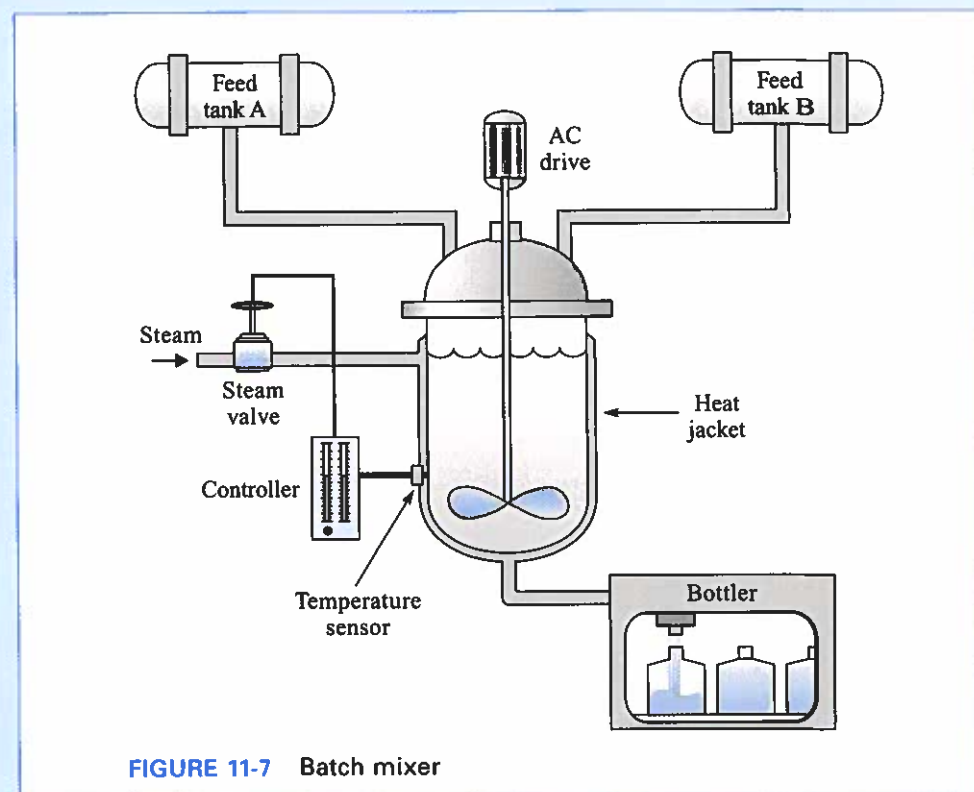 Feed
tank A
Feed
tank B
AC
drive
Steam
Steam
valve
Heat
jacket
Controller
Temperature
sensor
Bottler
FIGURE 11-7 Batch mixer